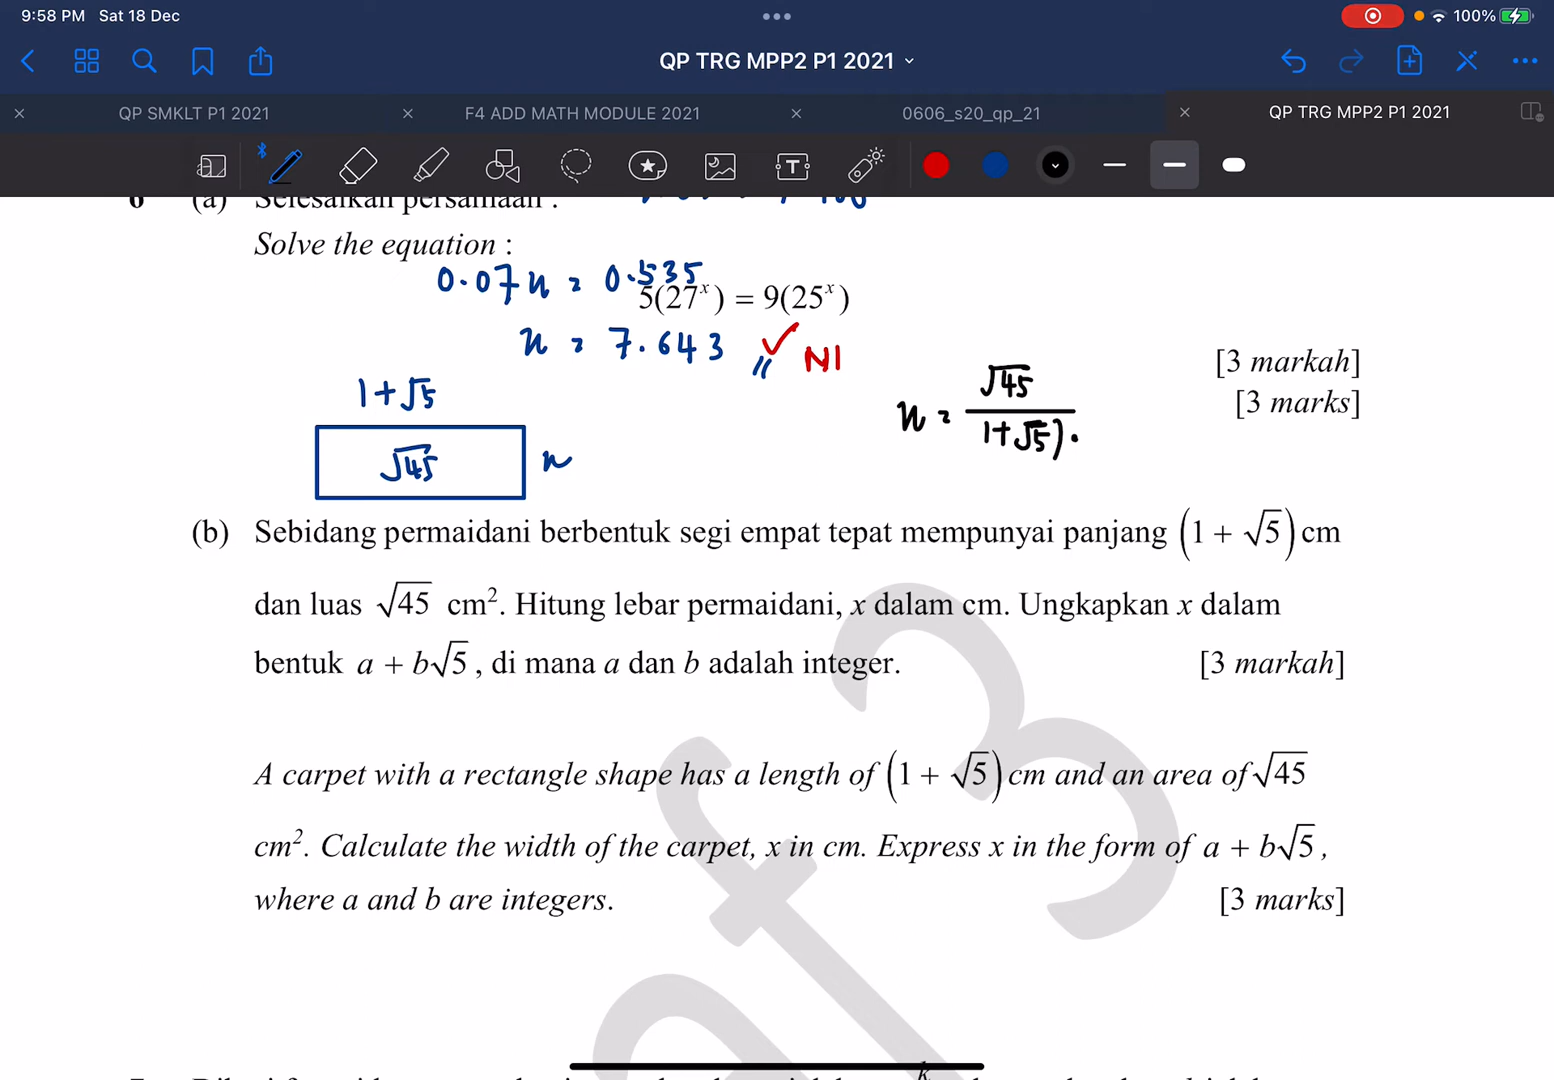 9:58 PM Sat 18 Dec
100%
QP TRG MPP2 P1 2021
QP SMKLT P1 2021
F4 ADD MATH MODULE 2021
0606_s20_qp_21
QP TRG MPP2 P1 2021
6 (a) Selesaikan persamaan :
Solve the equation :
0.07x = 0.535
5(27^x) = 9(25^x)
x = 7.643 // ✓ N1
[3 markah]
[3 marks]
1+√5
√45 x
x = √45 / 1+√5).
(b) Sebidang permaidani berbentuk segi empat tepat mempunyai panjang (1 + √5) cm
dan luas √45 cm². Hitung lebar permaidani, x dalam cm. Ungkapkan x dalam
bentuk a + b√5, di mana a dan b adalah integer. [3 markah]
A carpet with a rectangle shape has a length of (1 + √5) cm and an area of √45
cm². Calculate the width of the carpet, x in cm. Express x in the form of a + b√5,
where a and b are integers. [3 marks]
af 3